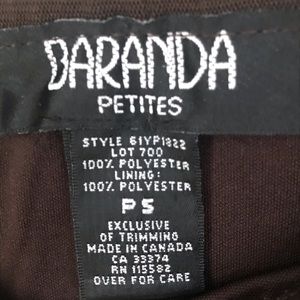 BARANDA
PETITES
STYLE 61YP1822
LOT 700
100% POLYESTER
LINING:
100% POLYESTER
PS
EXCLUSIVE
OF TRIMMING
MADE IN CANADA
CA 33374
RN 115582
OVER FOR CARE